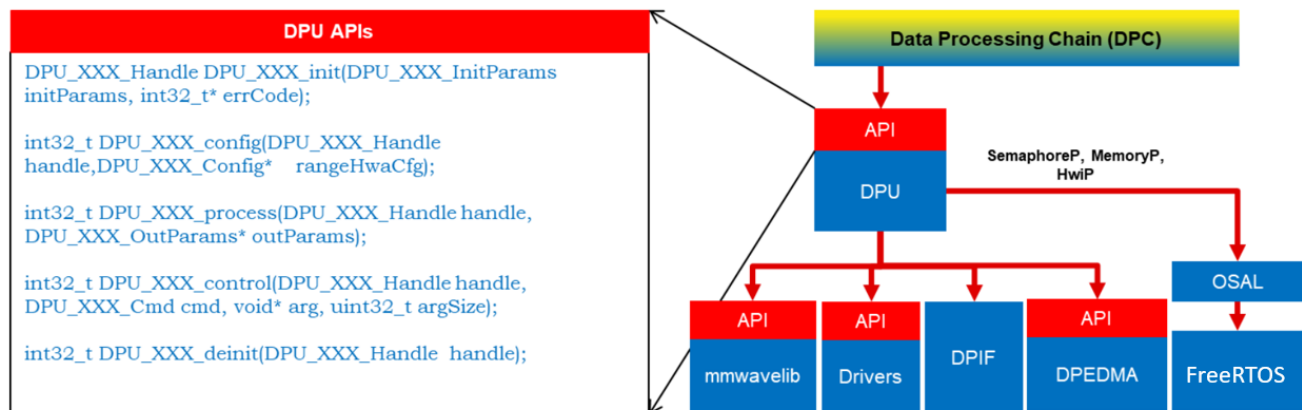 DPU APIs
DPU_XXX_Handle DPU_XXX_init(DPU_XXX_InitParams
initParams, int32_t* errCode);
int32_t DPU_XXX_config(DPU_XXX_Handle
handle,DPU_XXX_Config* rangeHwaCfg);
int32_t DPU_XXX_process(DPU_XXX_Handle handle,
DPU_XXX_OutParams* outParams);
int32_t DPU_XXX_control(DPU_XXX_Handle handle,
DPU_XXX_Cmd cmd, void* arg, uint32_t argSize);
int32_t DPU_XXX_deinit(DPU_XXX_Handle handle);
Data Processing Chain (DPC)
API
DPU
SemaphoreP, MemoryP,
HwiP
API
mmwavelib
API
Drivers
DPIF
API
DPEDMA
OSAL
FreeRTOS